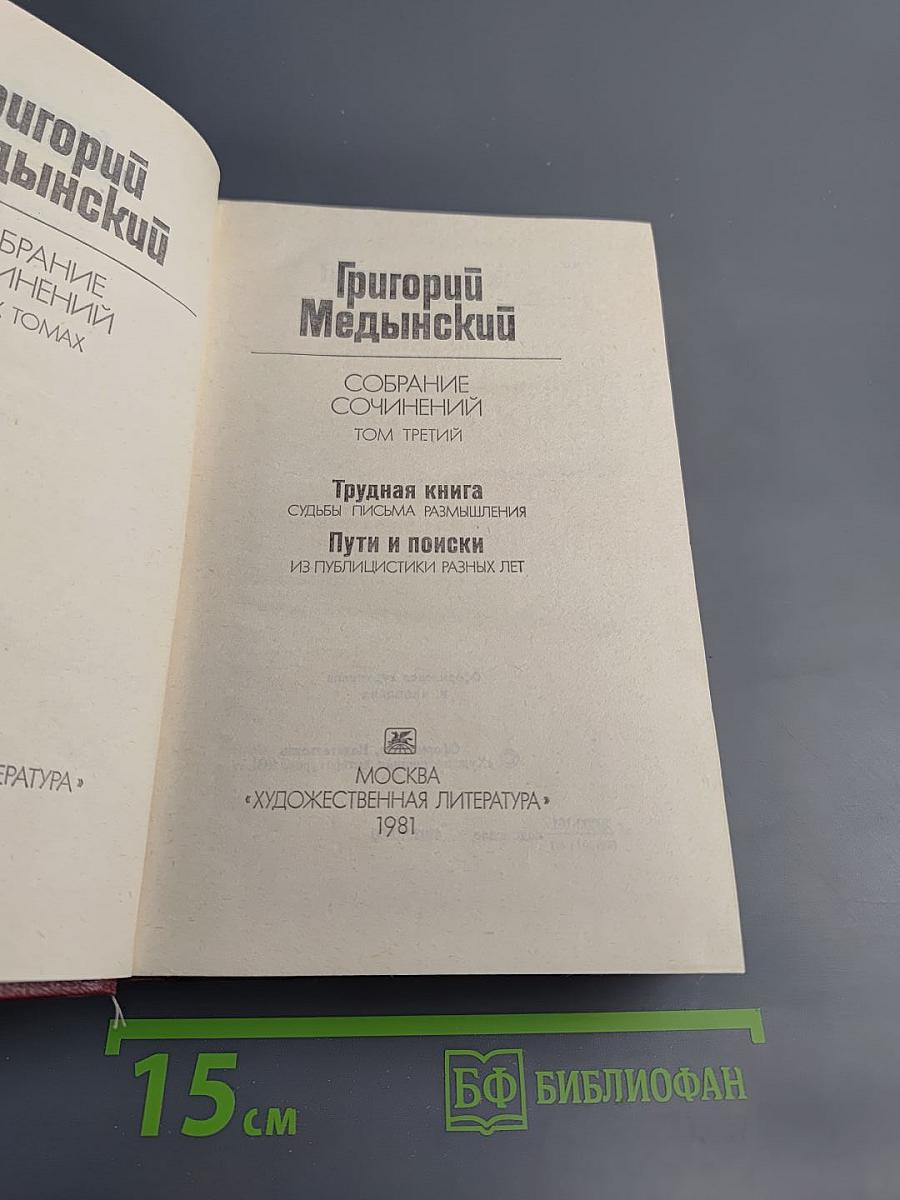 Григорий
Медынский
СОБРАНИЕ
СОЧИНЕНИЙ
ТОМ ТРЕТИЙ
Трудная книга
СУДЬБЫ ПИСЬМА РАЗМЫШЛЕНИЯ
Пути и поиски
ИЗ ПУБЛИЦИСТИКИ РАЗНЫХ ЛЕТ
МОСКВА
«ХУДОЖЕСТВЕННАЯ ЛИТЕРАТУРА»
1981
ТОМАХ
15 см
БФ БИБЛИОФАН